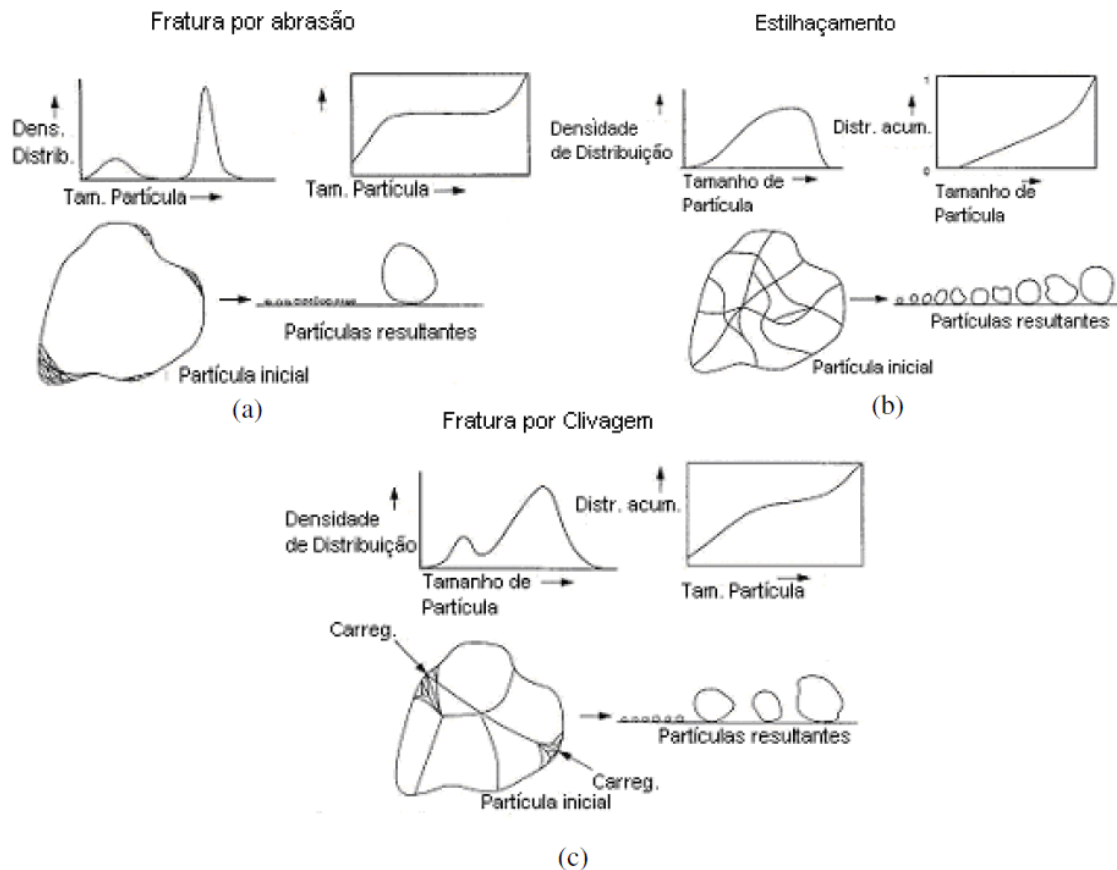 Fratura por abrasão
Dens.
Distrib.
Tam. Partícula
Tam. Partícula
Partículas resultantes
Partícula inicial
(a)
Estilhaçamento
Densidade
de Distribuição
Tamanho de
Partícula
Distr. acum.
1
0
Tamanho de
Partícula
Partículas resultantes
Partícula inicial
(b)
Fratura por Clivagem
Densidade
de Distribuição
Tamanho de
Partícula
Distr. acum.
Tam. Partícula
Carreg.
Partículas resultantes
Carreg.
Partícula inicial
(c)